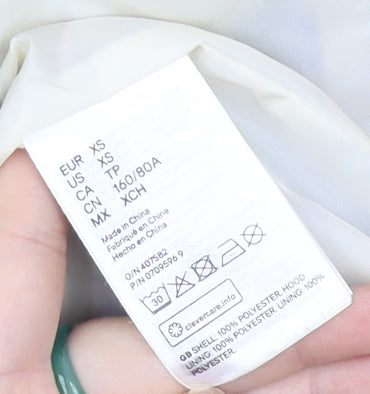 EUR XS
US XS
CA TP
CN 160/80A
MX XCH
Made in China
Fabriqué en Chine
Hecho en China
O/N 407582
P/N 0709596 9
30
clevercare.info
GB SHELL: 100% POLYESTER. HOOD
LINING: 100% POLYESTER. LINING: 100%
POLYESTER.